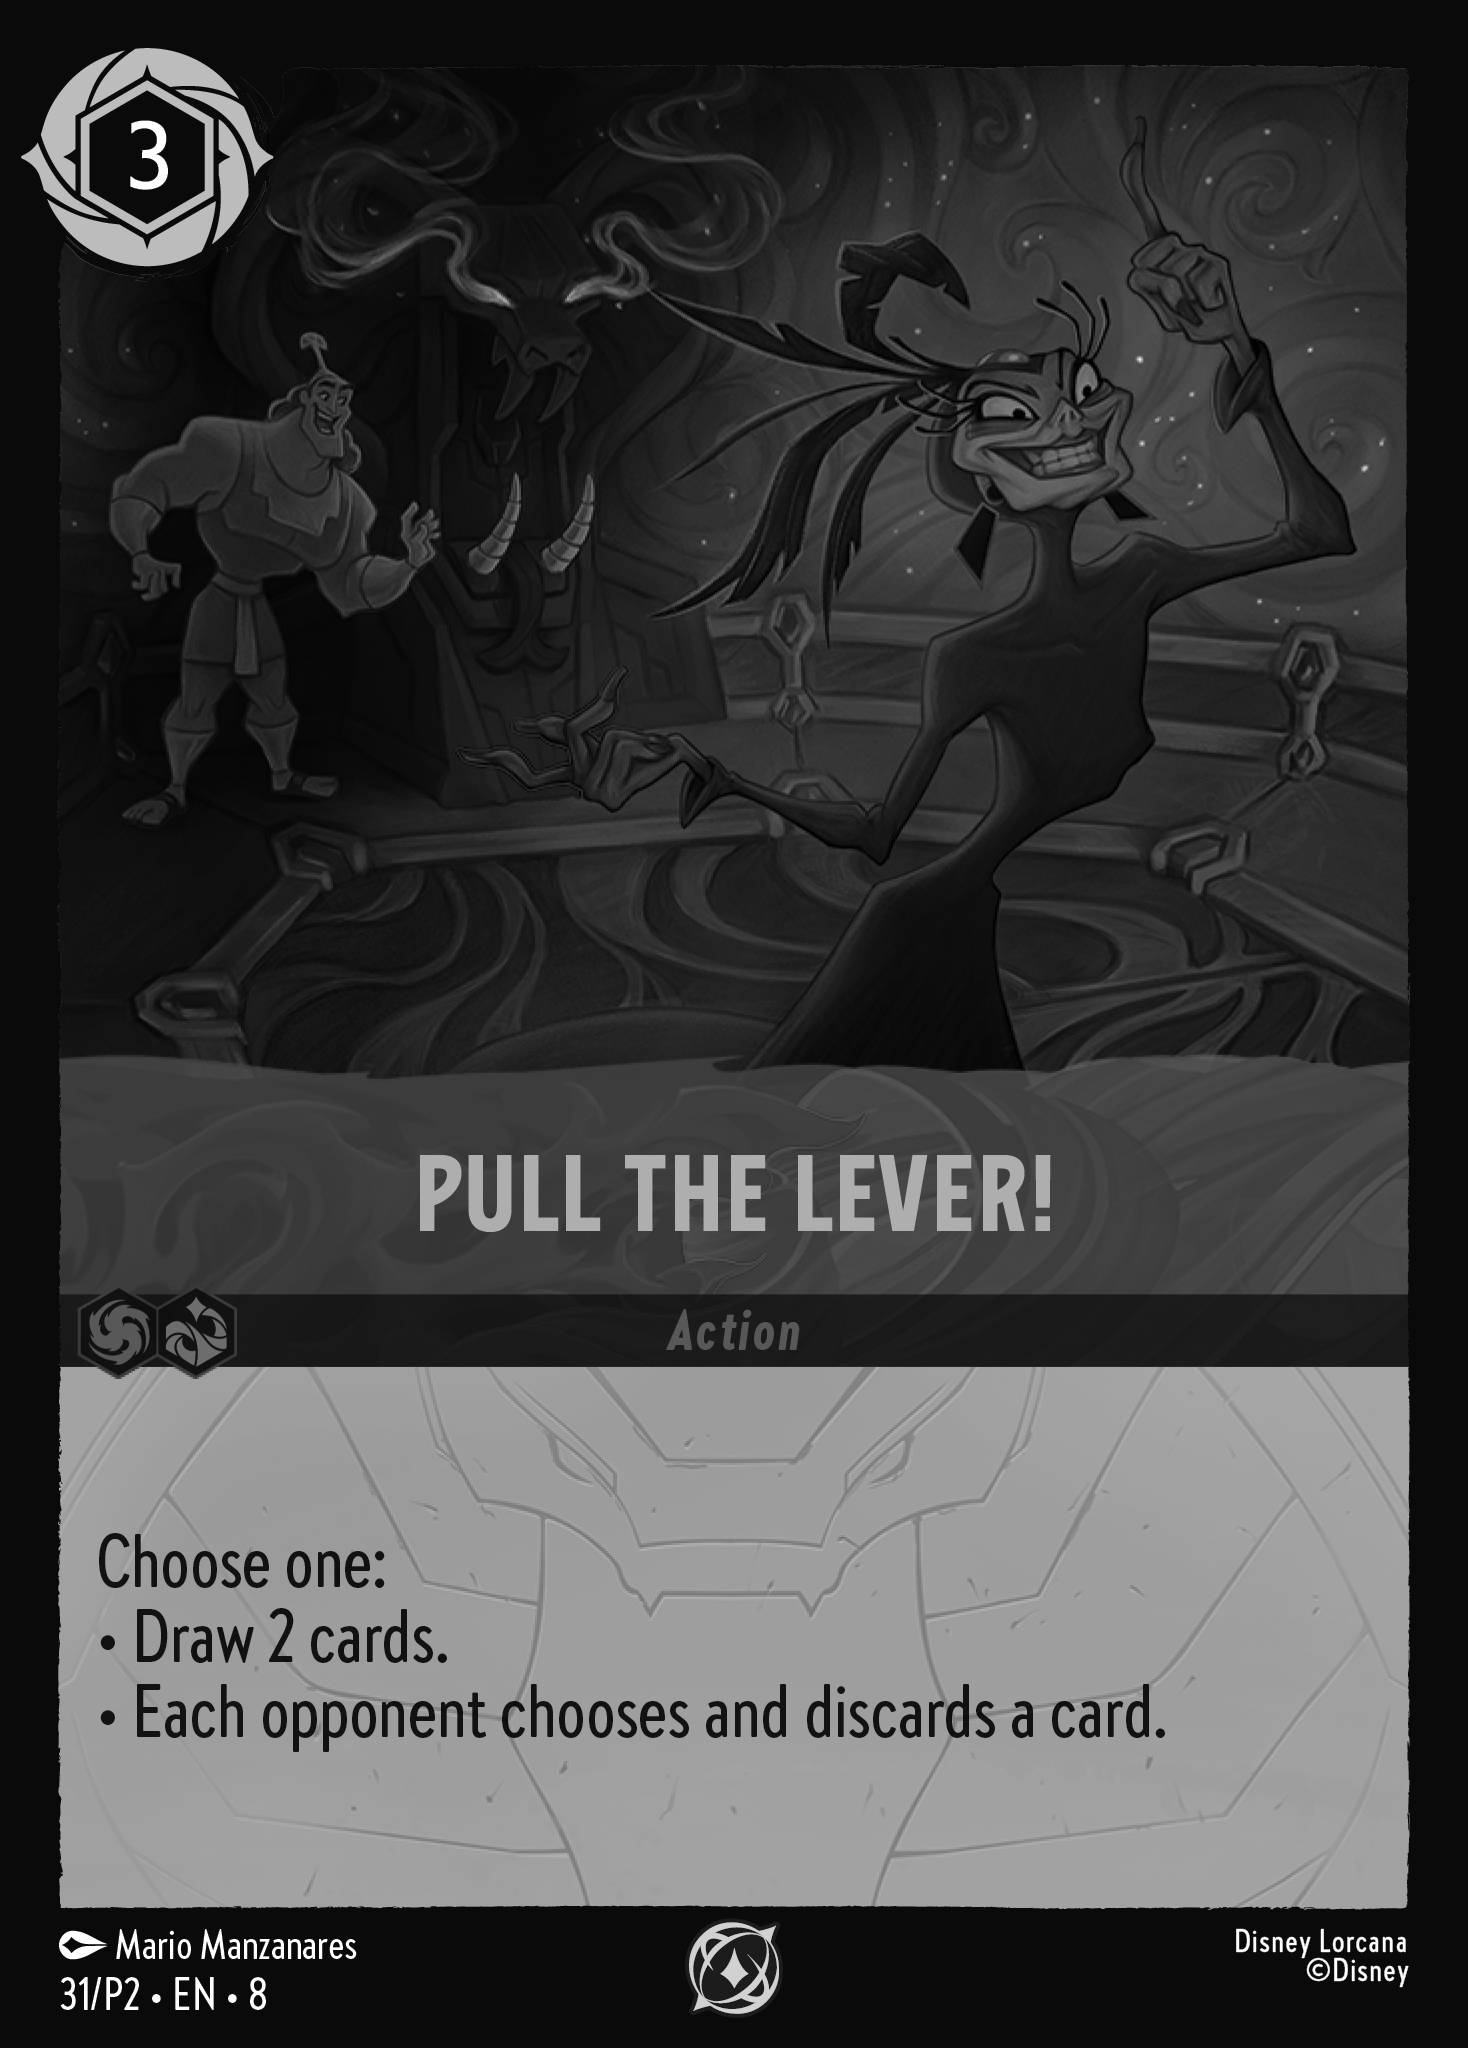 3
PULL THE LEVER!
Action
Choose one:
• Draw 2 cards.
• Each opponent chooses and discards a card.
Mario Manzanares
31/P2 • EN • 8
Disney Lorcana
©Disney